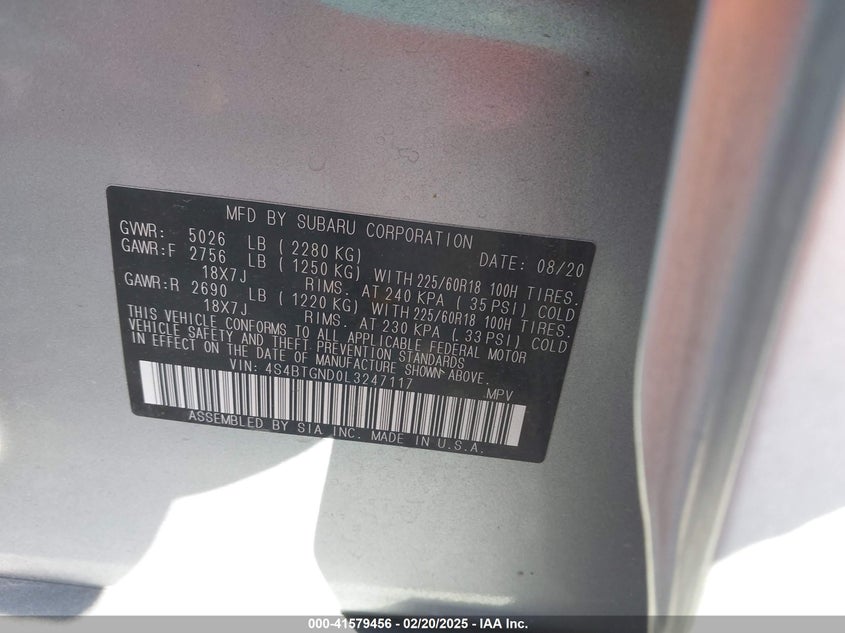 MFD BY SUBARU CORPORATION
GVWR: 5026 LB ( 2280 KG) DATE: 08/20
GAWR:F 2756 LB ( 1250 KG) WITH 225/60R18 100H TIRES.
18X7J RIMS. AT 240 KPA ( 35 PSI) COLD
GAWR:R 2690 LB ( 1220 KG) WITH 225/60R18 100H TIRES.
18X7J RIMS. AT 230 KPA ( 33 PSI) COLD
THIS VEHICLE CONFORMS TO ALL APPLICABLE FEDERAL MOTOR
VEHICLE SAFETY AND THEFT PREVENTION STANDARDS
IN EFFECT ON THE DATE OF MANUFACTURE SHOWN ABOVE.
VIN: 4S4BTGND0L3247117 MPV
ASSEMBLED BY SIA INC. MADE IN U.S.A.
000-41579456 - 02/20/2025 - IAA Inc.